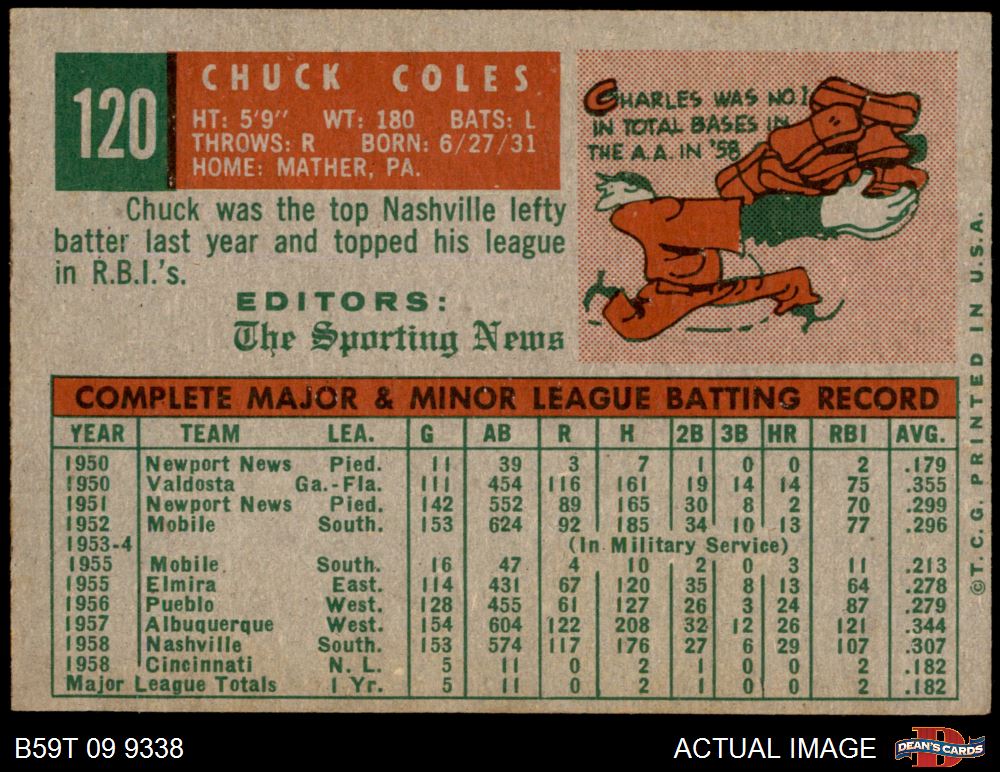 120
CHUCK COLES
HT: 5'9" WT: 180 BATS: L
THROWS: R BORN: 6/27/31
HOME: MATHER, PA.
CHARLES WAS NO.1
IN TOTAL BASES IN
THE A.A. IN '58
Chuck was the top Nashville lefty
batter last year and topped his league
in R.B.I.'s.
EDITORS:
The Sporting News
COMPLETE MAJOR & MINOR LEAGUE BATTING RECORD
YEAR TEAM LEA. G AB R H 2B 3B HR RBI AVG.
1950 Newport News Pied. 11 39 3 7 1 0 0 2 .179
1950 Valdosta Ga.-Fla. 111 454 116 161 19 14 14 75 .355
1951 Newport News Pied. 142 552 89 165 30 8 2 70 .299
1952 Mobile South. 153 624 92 185 34 10 13 77 .296
1953-4 (In Military Service)
1955 Mobile South. 16 47 4 10 2 0 3 11 .213
1955 Elmira East. 114 431 67 120 35 8 13 64 .278
1956 Pueblo West. 128 455 61 127 26 3 24 87 .279
1957 Albuquerque West. 154 604 122 208 32 12 26 121 .344
1958 Nashville South. 153 574 117 176 27 6 29 107 .307
1958 Cincinnati N. L. 5 11 0 2 1 0 0 2 .182
Major League Totals 1 Yr. 5 11 0 2 1 0 0 2 .182
©T.C.G. PRINTED IN U.S.A.
B59T 09 9338
ACTUAL IMAGE
D
DEAN'S CARDS